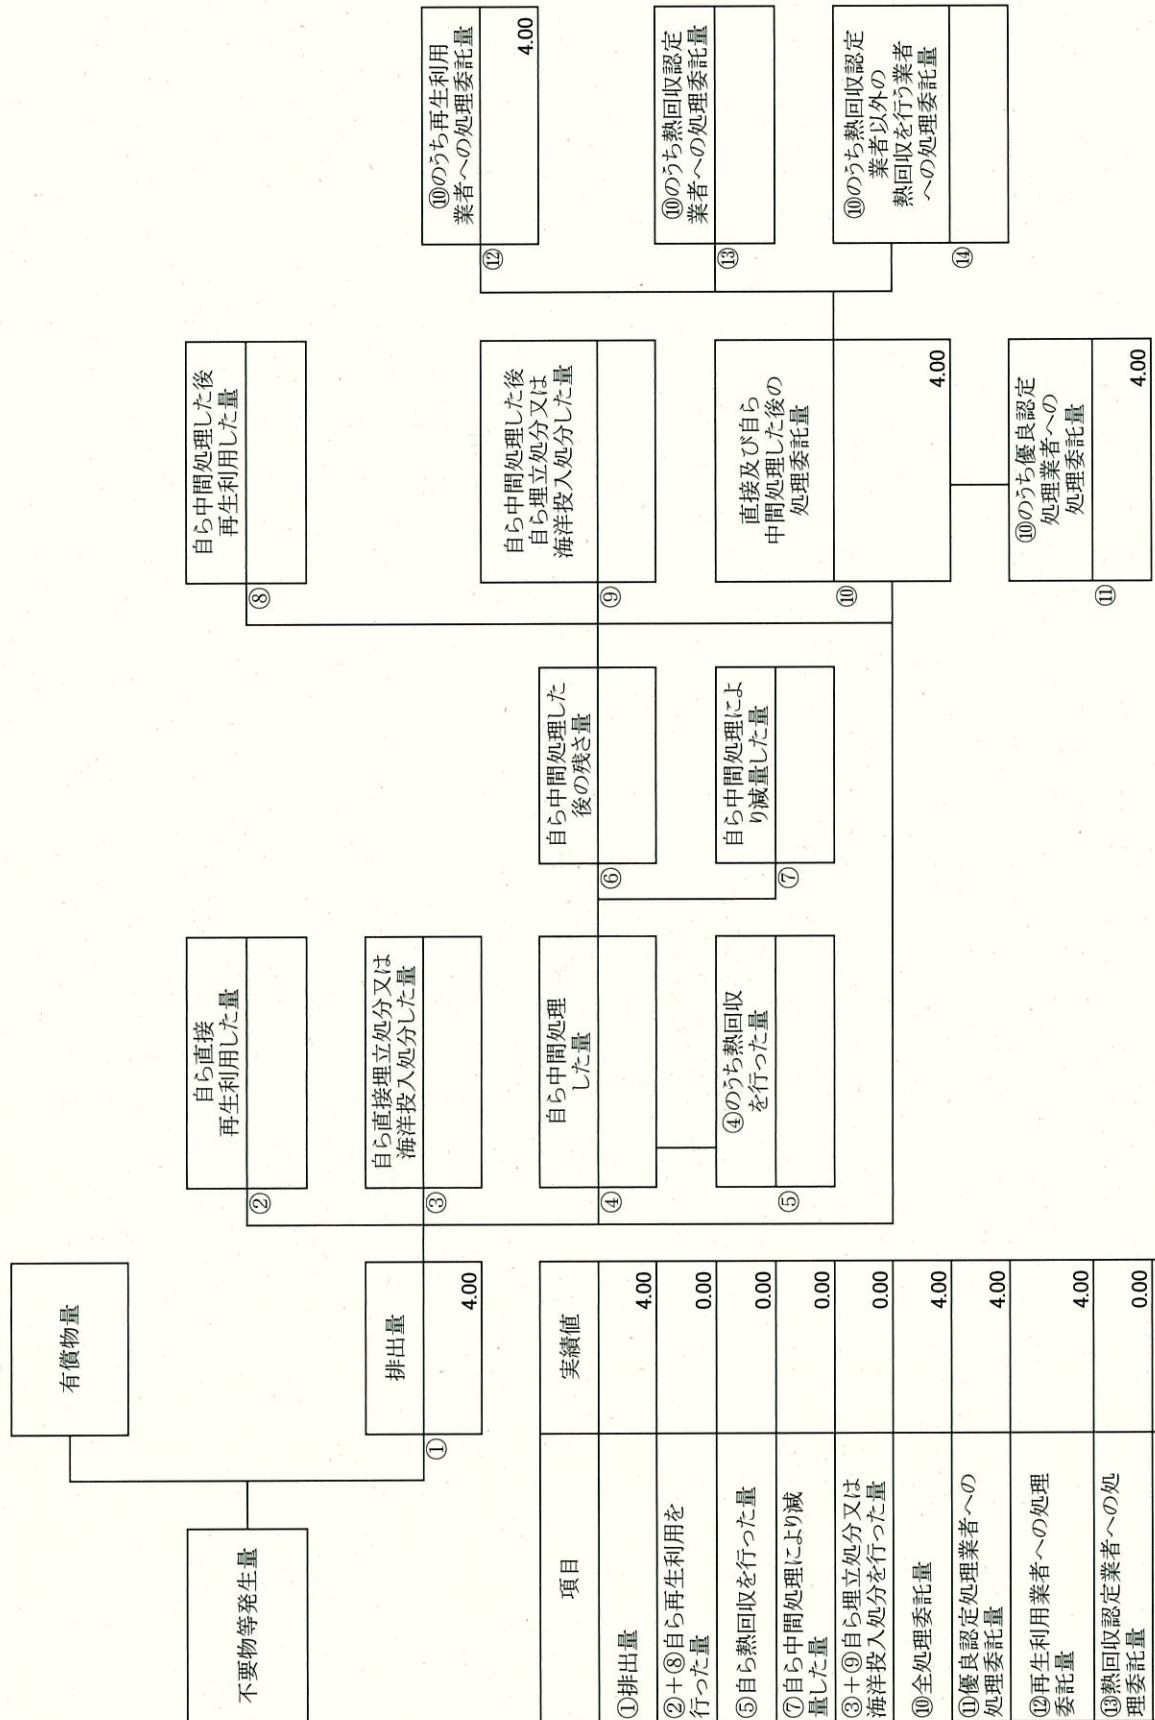 有償物量
不要物等発生量
排出量
①
4.00
自ら直接
再生利用した量
②
自ら直接埋立処分又は
海洋投入処分した量
③
自ら中間処理
した量
④
④のうち熱回収
を行った量
⑤
自ら中間処理した
後の残さ量
⑥
自ら中間処理によ
り減量した量
⑦
自ら中間処理した後
再生利用した量
⑧
自ら中間処理した後
自ら埋立処分又は
海洋投入処分した量
⑨
直接及び自ら
中間処理した後の
処理委託量
⑩
4.00
⑩のうち優良認定
処理業者への
処理委託量
⑪
4.00
⑩のうち再生利用
業者への処理委託量
⑫
4.00
⑩のうち熱回収認定
業者への処理委託量
⑬
⑩のうち熱回収認定
業者以外の
熱回収を行う業者
への処理委託量
⑭
項目 実績値
①排出量 4.00
②+⑧自ら再生利用を
行った量 0.00
⑤自ら熱回収を行った量 0.00
⑦自ら中間処理により減
量した量 0.00
③+⑨自ら埋立処分又は
海洋投入処分を行った量 0.00
⑩全処理委託量 4.00
⑪優良認定処理業者への
処理委託量 4.00
⑫再生利用業者への処理
委託量 4.00
⑬熱回収認定業者への処
理委託量 0.00